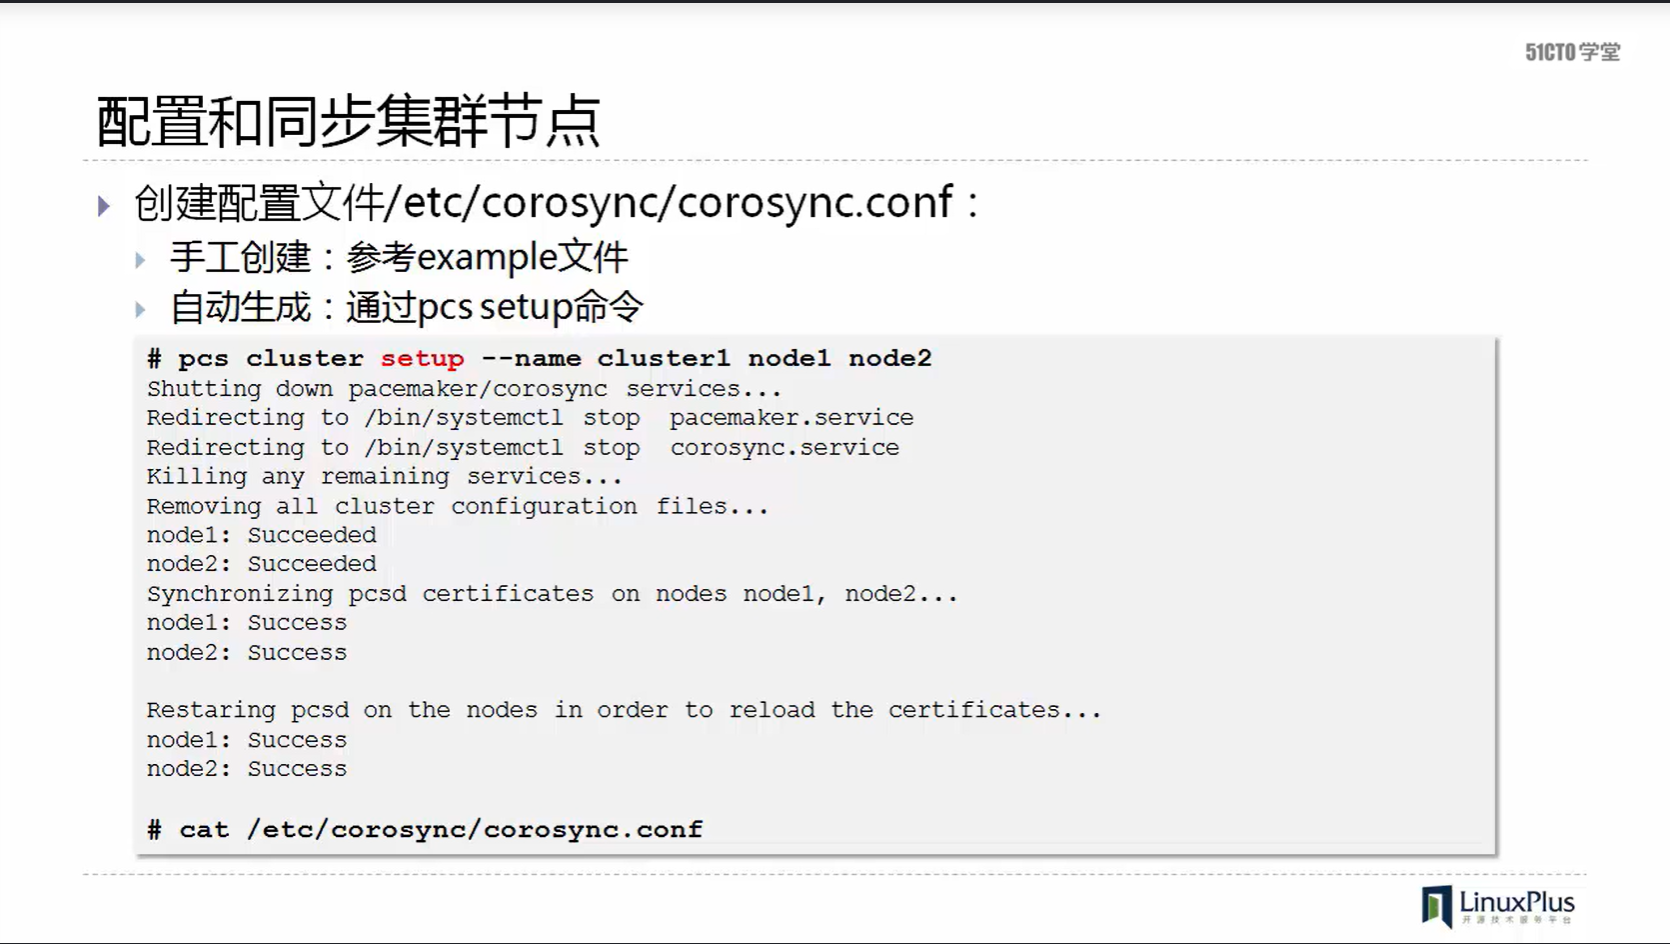 51CTO学堂
配置和同步集群节点
创建配置文件/etc/corosync/corosync.conf：
手工创建：参考example文件
自动生成：通过pcs setup命令
# pcs cluster setup --name cluster1 node1 node2
Shutting down pacemaker/corosync services...
Redirecting to /bin/systemctl stop  pacemaker.service
Redirecting to /bin/systemctl stop  corosync.service
Killing any remaining services...
Removing all cluster configuration files...
node1: Succeeded
node2: Succeeded
Synchronizing pcsd certificates on nodes node1, node2...
node1: Success
node2: Success
Restaring pcsd on the nodes in order to reload the certificates...
node1: Success
node2: Success
# cat /etc/corosync/corosync.conf
LinuxPlus
开源技术服务平台